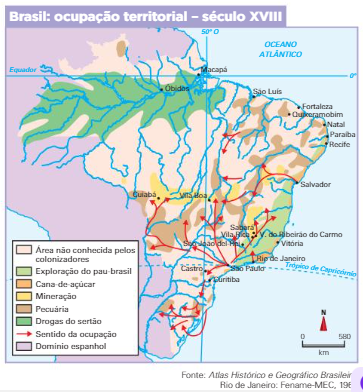 Brasil: ocupação territorial – século XVIII
50° O
OCEANO
ATLÂNTICO
Equador
0°
Macapá
Óbidos
São Luís
Fortaleza
Quixeramobim
Natal
Paraíba
Recife
Salvador
Cuiabá
Vila Boa
Sabará
Vila Rica
V. do Ribeirão do Carmo
São João del Rei
Vitória
Rio de Janeiro
São Paulo
Trópico de Capricórnio
Castro
Curitiba
Área não conhecida pelos
colonizadores
Exploração do pau-brasil
Cana-de-açúcar
Mineração
Pecuária
Drogas do sertão
Sentido da ocupação
Domínio espanhol
N
0 580
km
Fonte: Atlas Histórico e Geográfico Brasileir
Rio de Janeiro: Fename-MEC, 19